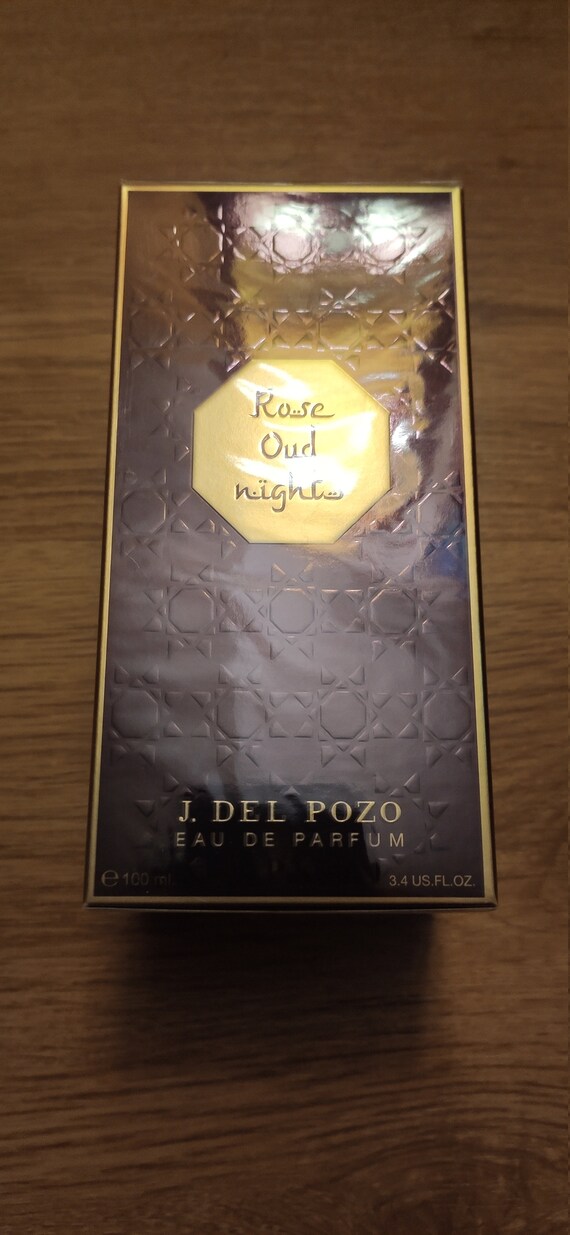 Rose
Oud
nights
J. DEL POZO
EAU DE PARFUM
℮ 100 ml.
3.4 US.FL.OZ.